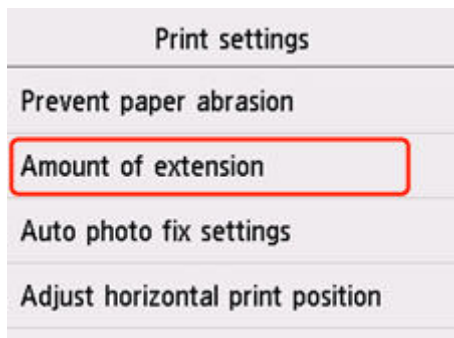 Print settings
Prevent paper abrasion
Amount of extension
Auto photo fix settings
Adjust horizontal print position